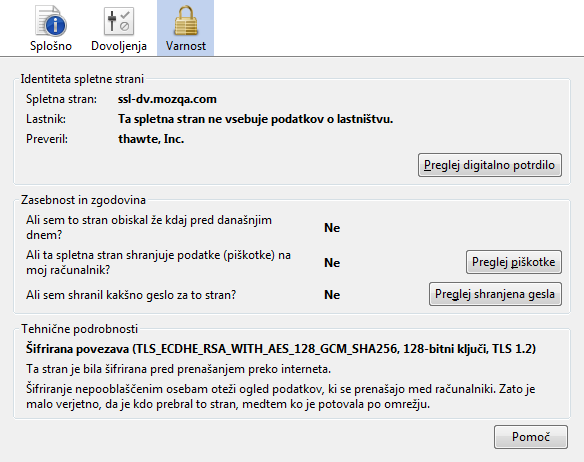 Splošno
Dovoljenja
Varnost
Identiteta spletne strani
Spletna stran: ssl-dv.mozqa.com
Lastnik: Ta spletna stran ne vsebuje podatkov o lastništvu.
Preveril: thawte, Inc.
Preglej digitalno potrdilo
Zasebnost in zgodovina
Ali sem to stran obiskal že kdaj pred današnjim
dnem?
Ne
Ali ta spletna stran shranjuje podatke (piškotke) na
moj računalnik?
Ne
Preglej piškotke
Ali sem shranil kakšno geslo za to stran?
Ne
Preglej shranjena gesla
Tehnične podrobnosti
Šifrirana povezava (TLS_ECDHE_RSA_WITH_AES_128_GCM_SHA256, 128-bitni ključi, TLS 1.2)
Ta stran je bila šifrirana pred prenašanjem preko interneta.
Šifriranje nepooblaščenim osebam oteži ogled podatkov, ki se prenašajo med računalniki. Zato je
malo verjetno, da je kdo prebral to stran, medtem ko je potovala po omrežju.
Pomoč